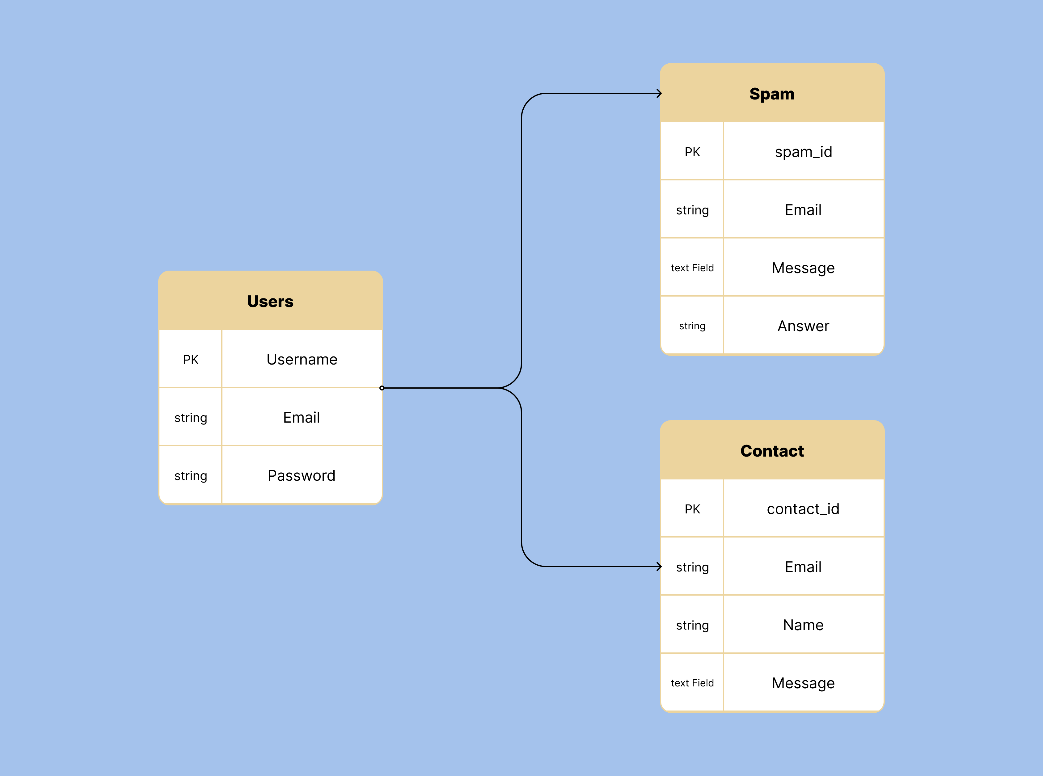 Users
PK Username
string Email
string Password
Spam
PK spam_id
string Email
text Field Message
string Answer
Contact
PK contact_id
string Email
string Name
text Field Message